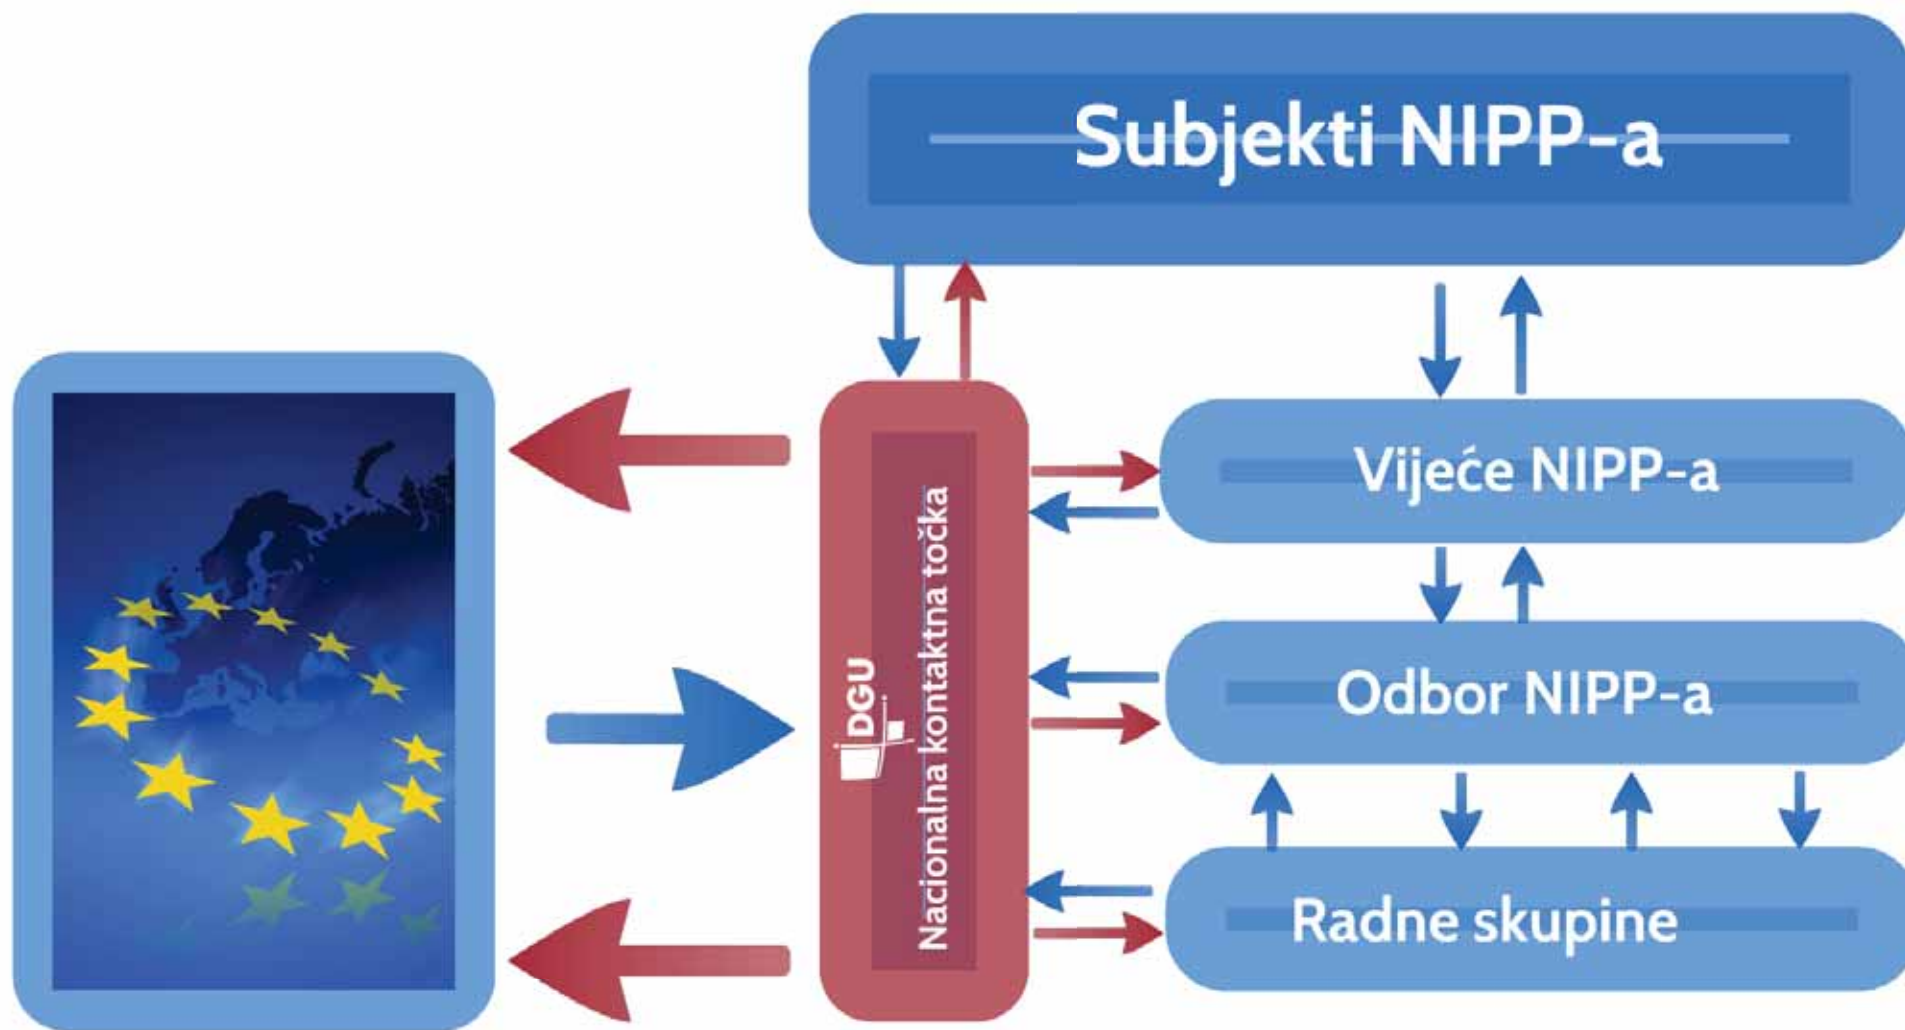 Subjekti NIPP-a
Vijeće NIPP-a
DGU
Nacionalna kontaktna točka
Odbor NIPP-a
Radne skupine